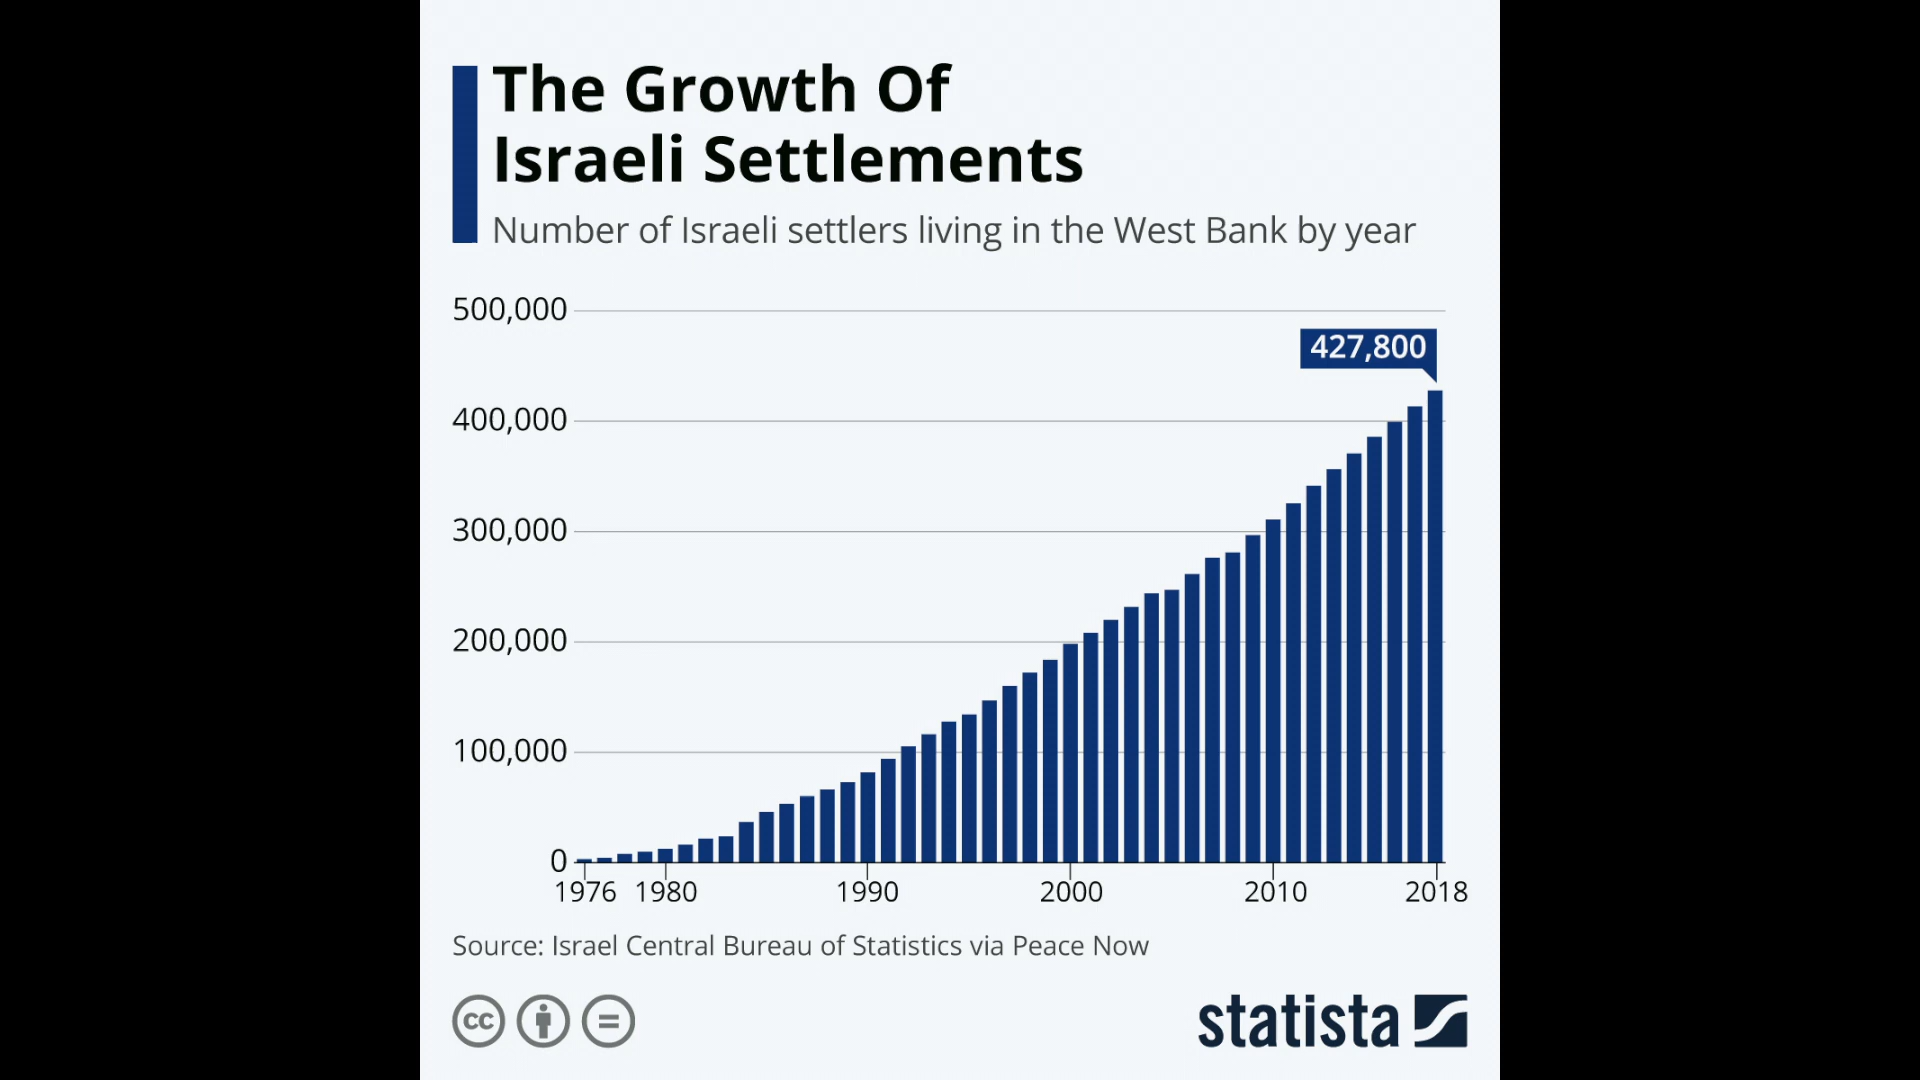 The Growth Of
Israeli Settlements
Number of Israeli settlers living in the West Bank by year
500,000
427,800
400,000
300,000
200,000
100,000
0
1976 1980 1990 2000 2010 2018
Source: Israel Central Bureau of Statistics via Peace Now
cc
statista